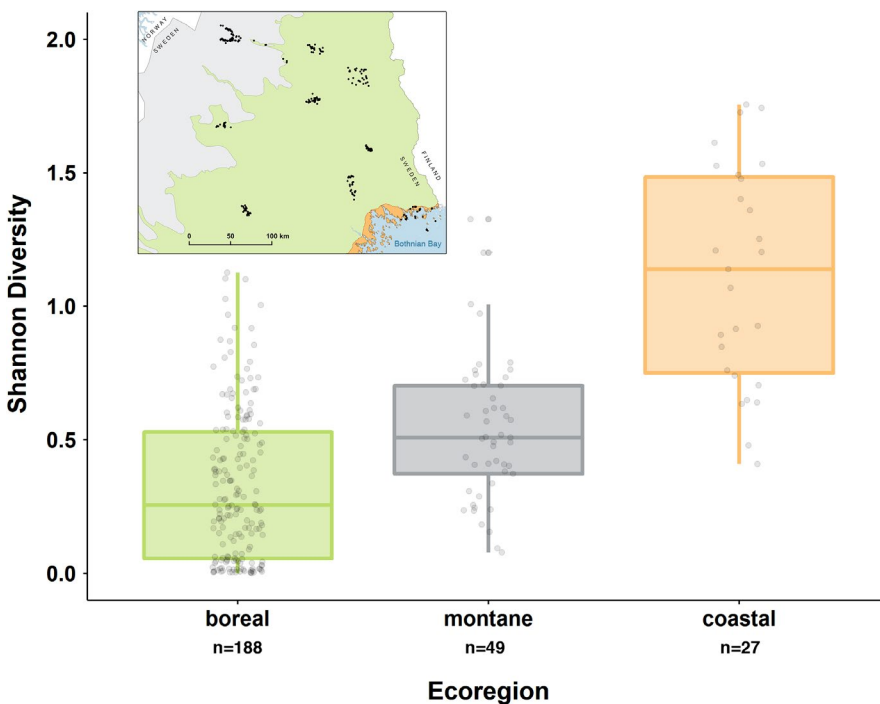 Shannon Diversity
2.0
1.5
1.0
0.5
0.0
NORWAY
SWEDEN
FINLAND
SWEDEN
0 50 100 km
Bothnian Bay
boreal montane coastal
n=188 n=49 n=27
Ecoregion